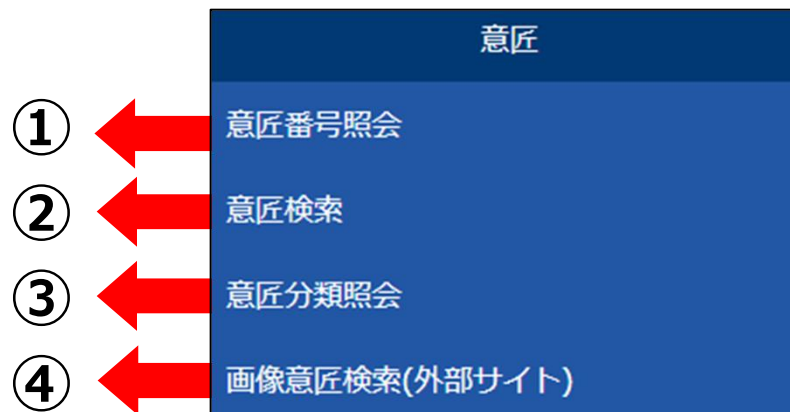 意匠
① 意匠番号照会
② 意匠検索
③ 意匠分類照会
④ 画像意匠検索(外部サイト)